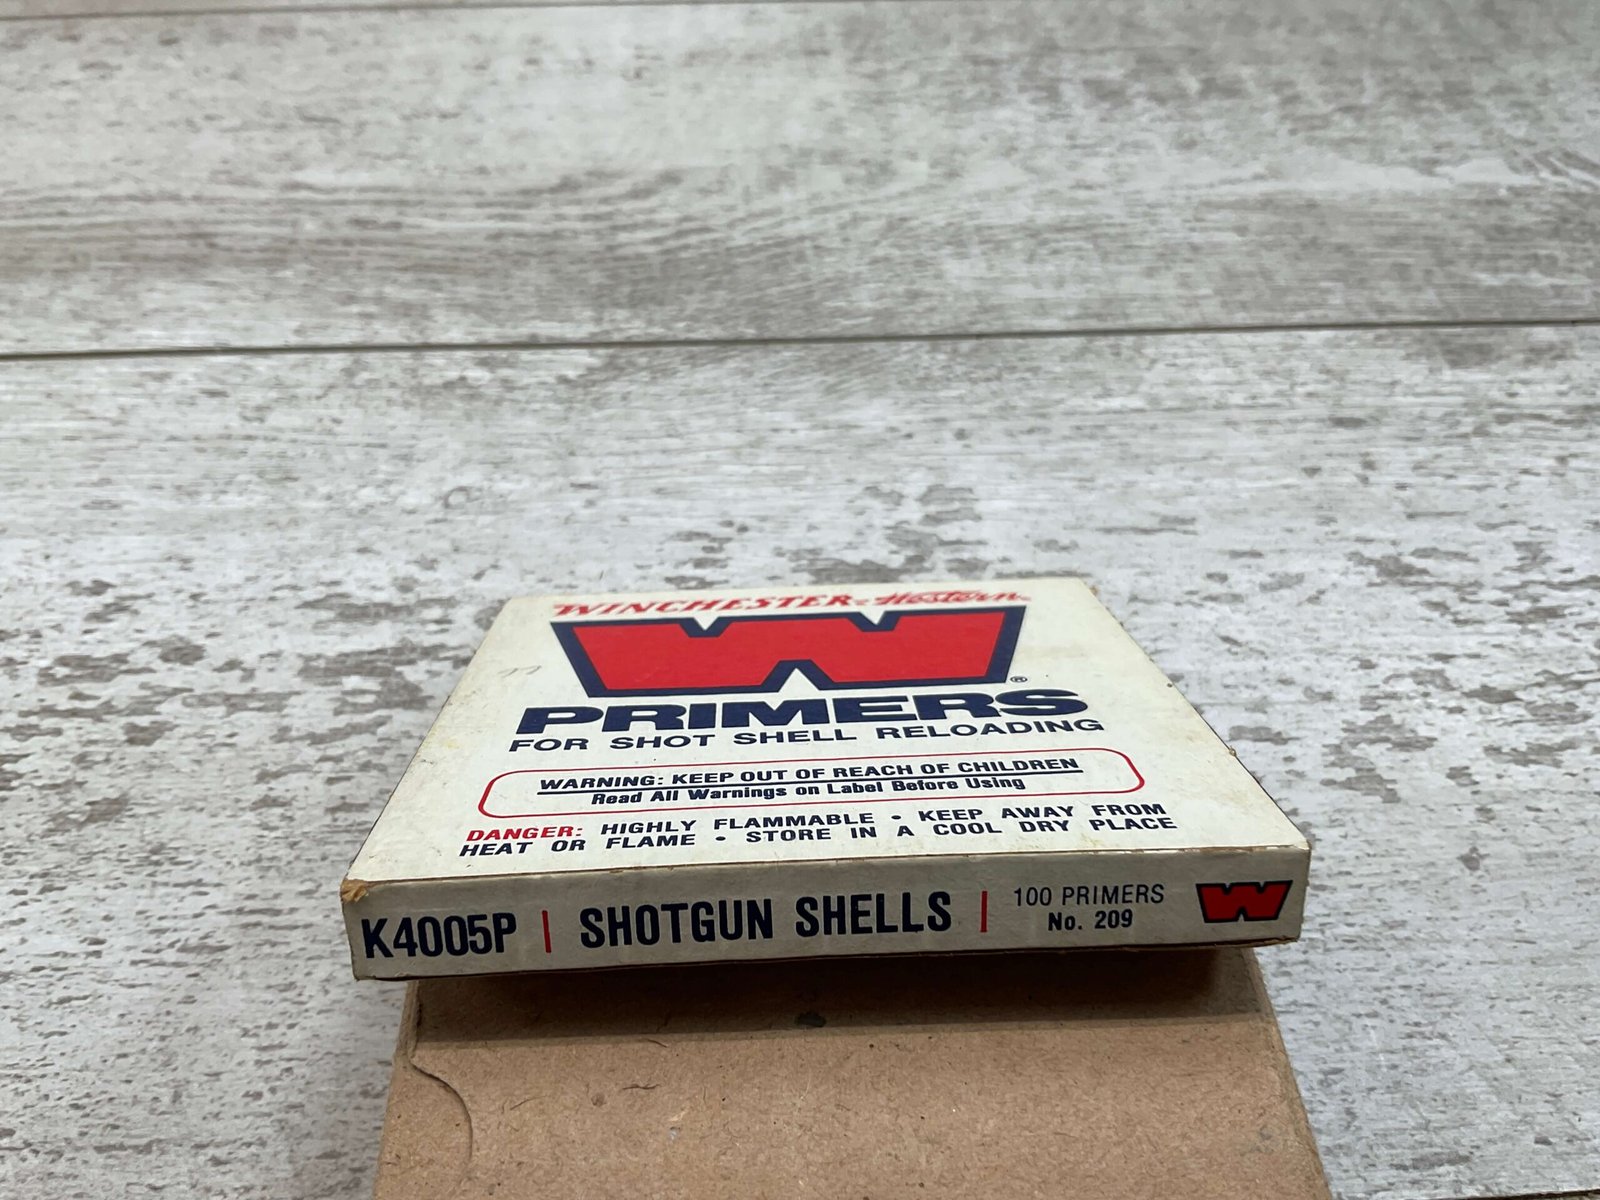 WINCHESTER-Western
W
®
PRIMERS
FOR SHOT SHELL RELOADING
WARNING: KEEP OUT OF REACH OF CHILDREN
Read All Warnings on Label Before Using
DANGER: HIGHLY FLAMMABLE • KEEP AWAY FROM
HEAT OR FLAME • STORE IN A COOL DRY PLACE
K4005P | SHOTGUN SHELLS | 100 PRIMERS
No. 209
W